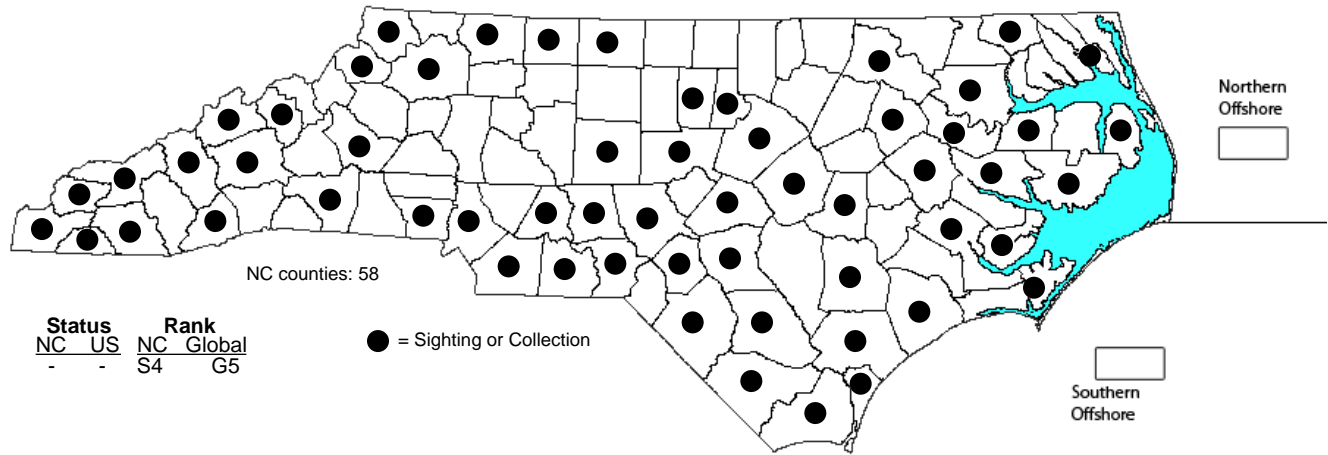 Northern
Offshore
NC counties: 58
Status Rank
NC US NC Global
- - S4 G5
= Sighting or Collection
Southern
Offshore